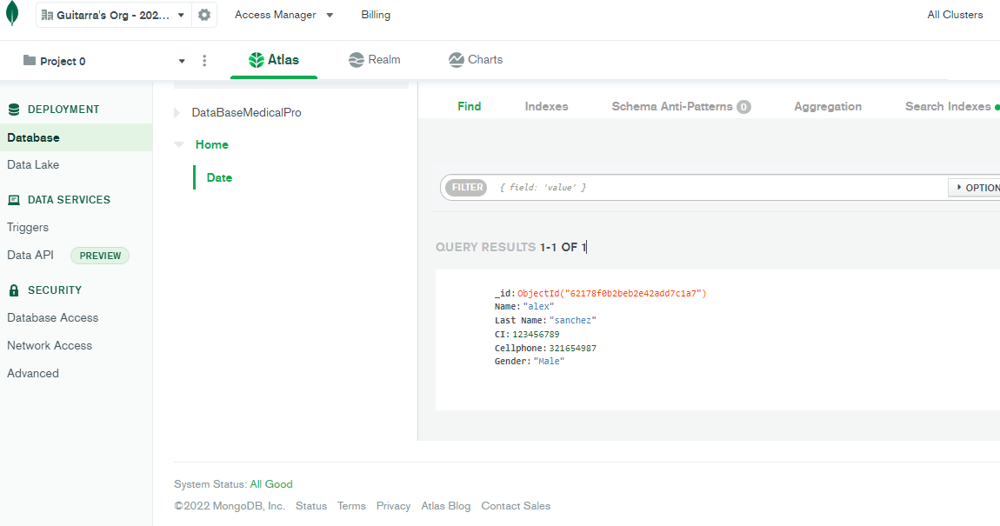 Guitarra's Org - 202... Access Manager Billing All Clusters
Project 0 Atlas Realm Charts
DEPLOYMENT
Database
Data Lake
DATA SERVICES
Triggers
Data API PREVIEW
SECURITY
Database Access
Network Access
Advanced
DataBaseMedicalPro
Home
Date
Find Indexes Schema Anti-Patterns 0 Aggregation Search Indexes
FILTER { field: 'value' } OPTION
QUERY RESULTS 1-1 OF 1
_id: ObjectId("62178f0b2beb2e42add7c1a7")
Name: "alex"
Last Name: "sanchez"
CI: 123456789
Cellphone: 321654987
Gender: "Male"
System Status: All Good
©2022 MongoDB, Inc. Status Terms Privacy Atlas Blog Contact Sales